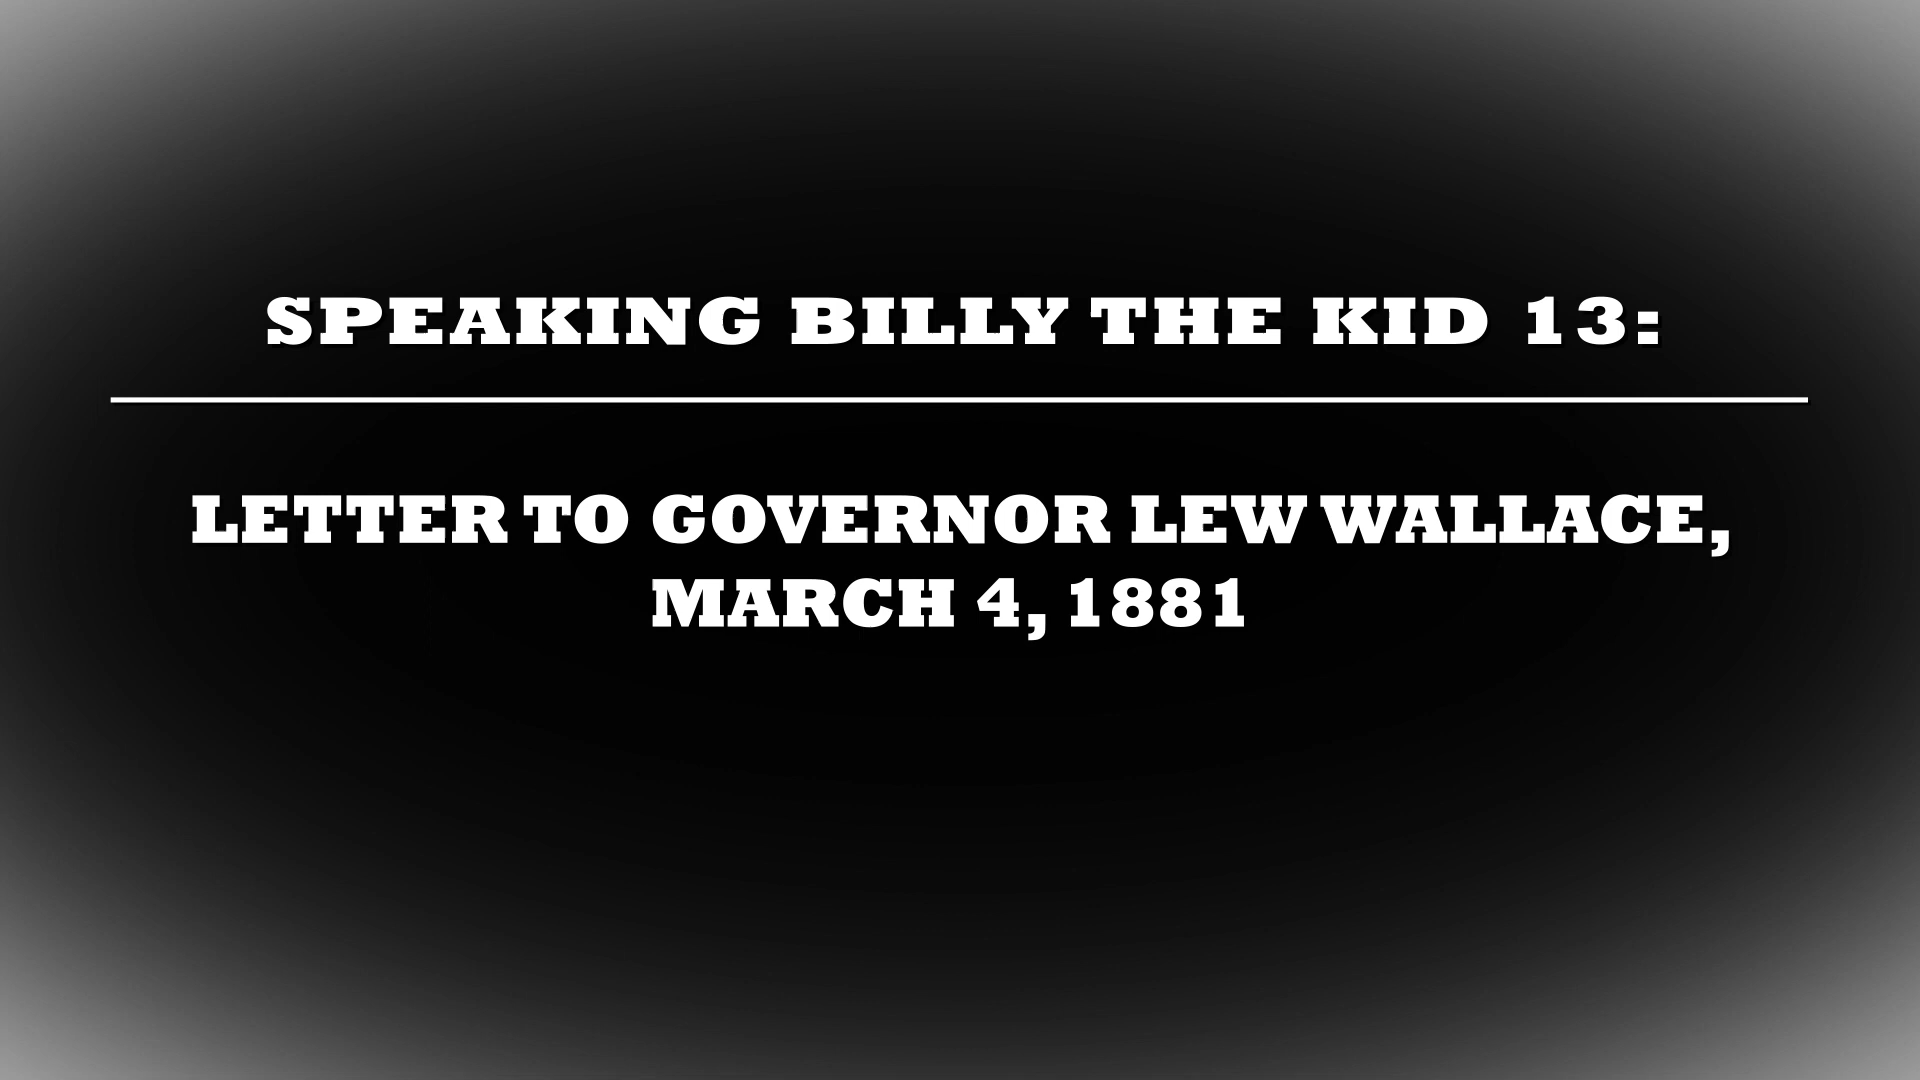 SPEAKING BILLY THE KID 13:
LETTER TO GOVERNOR LEW WALLACE,
MARCH 4, 1881